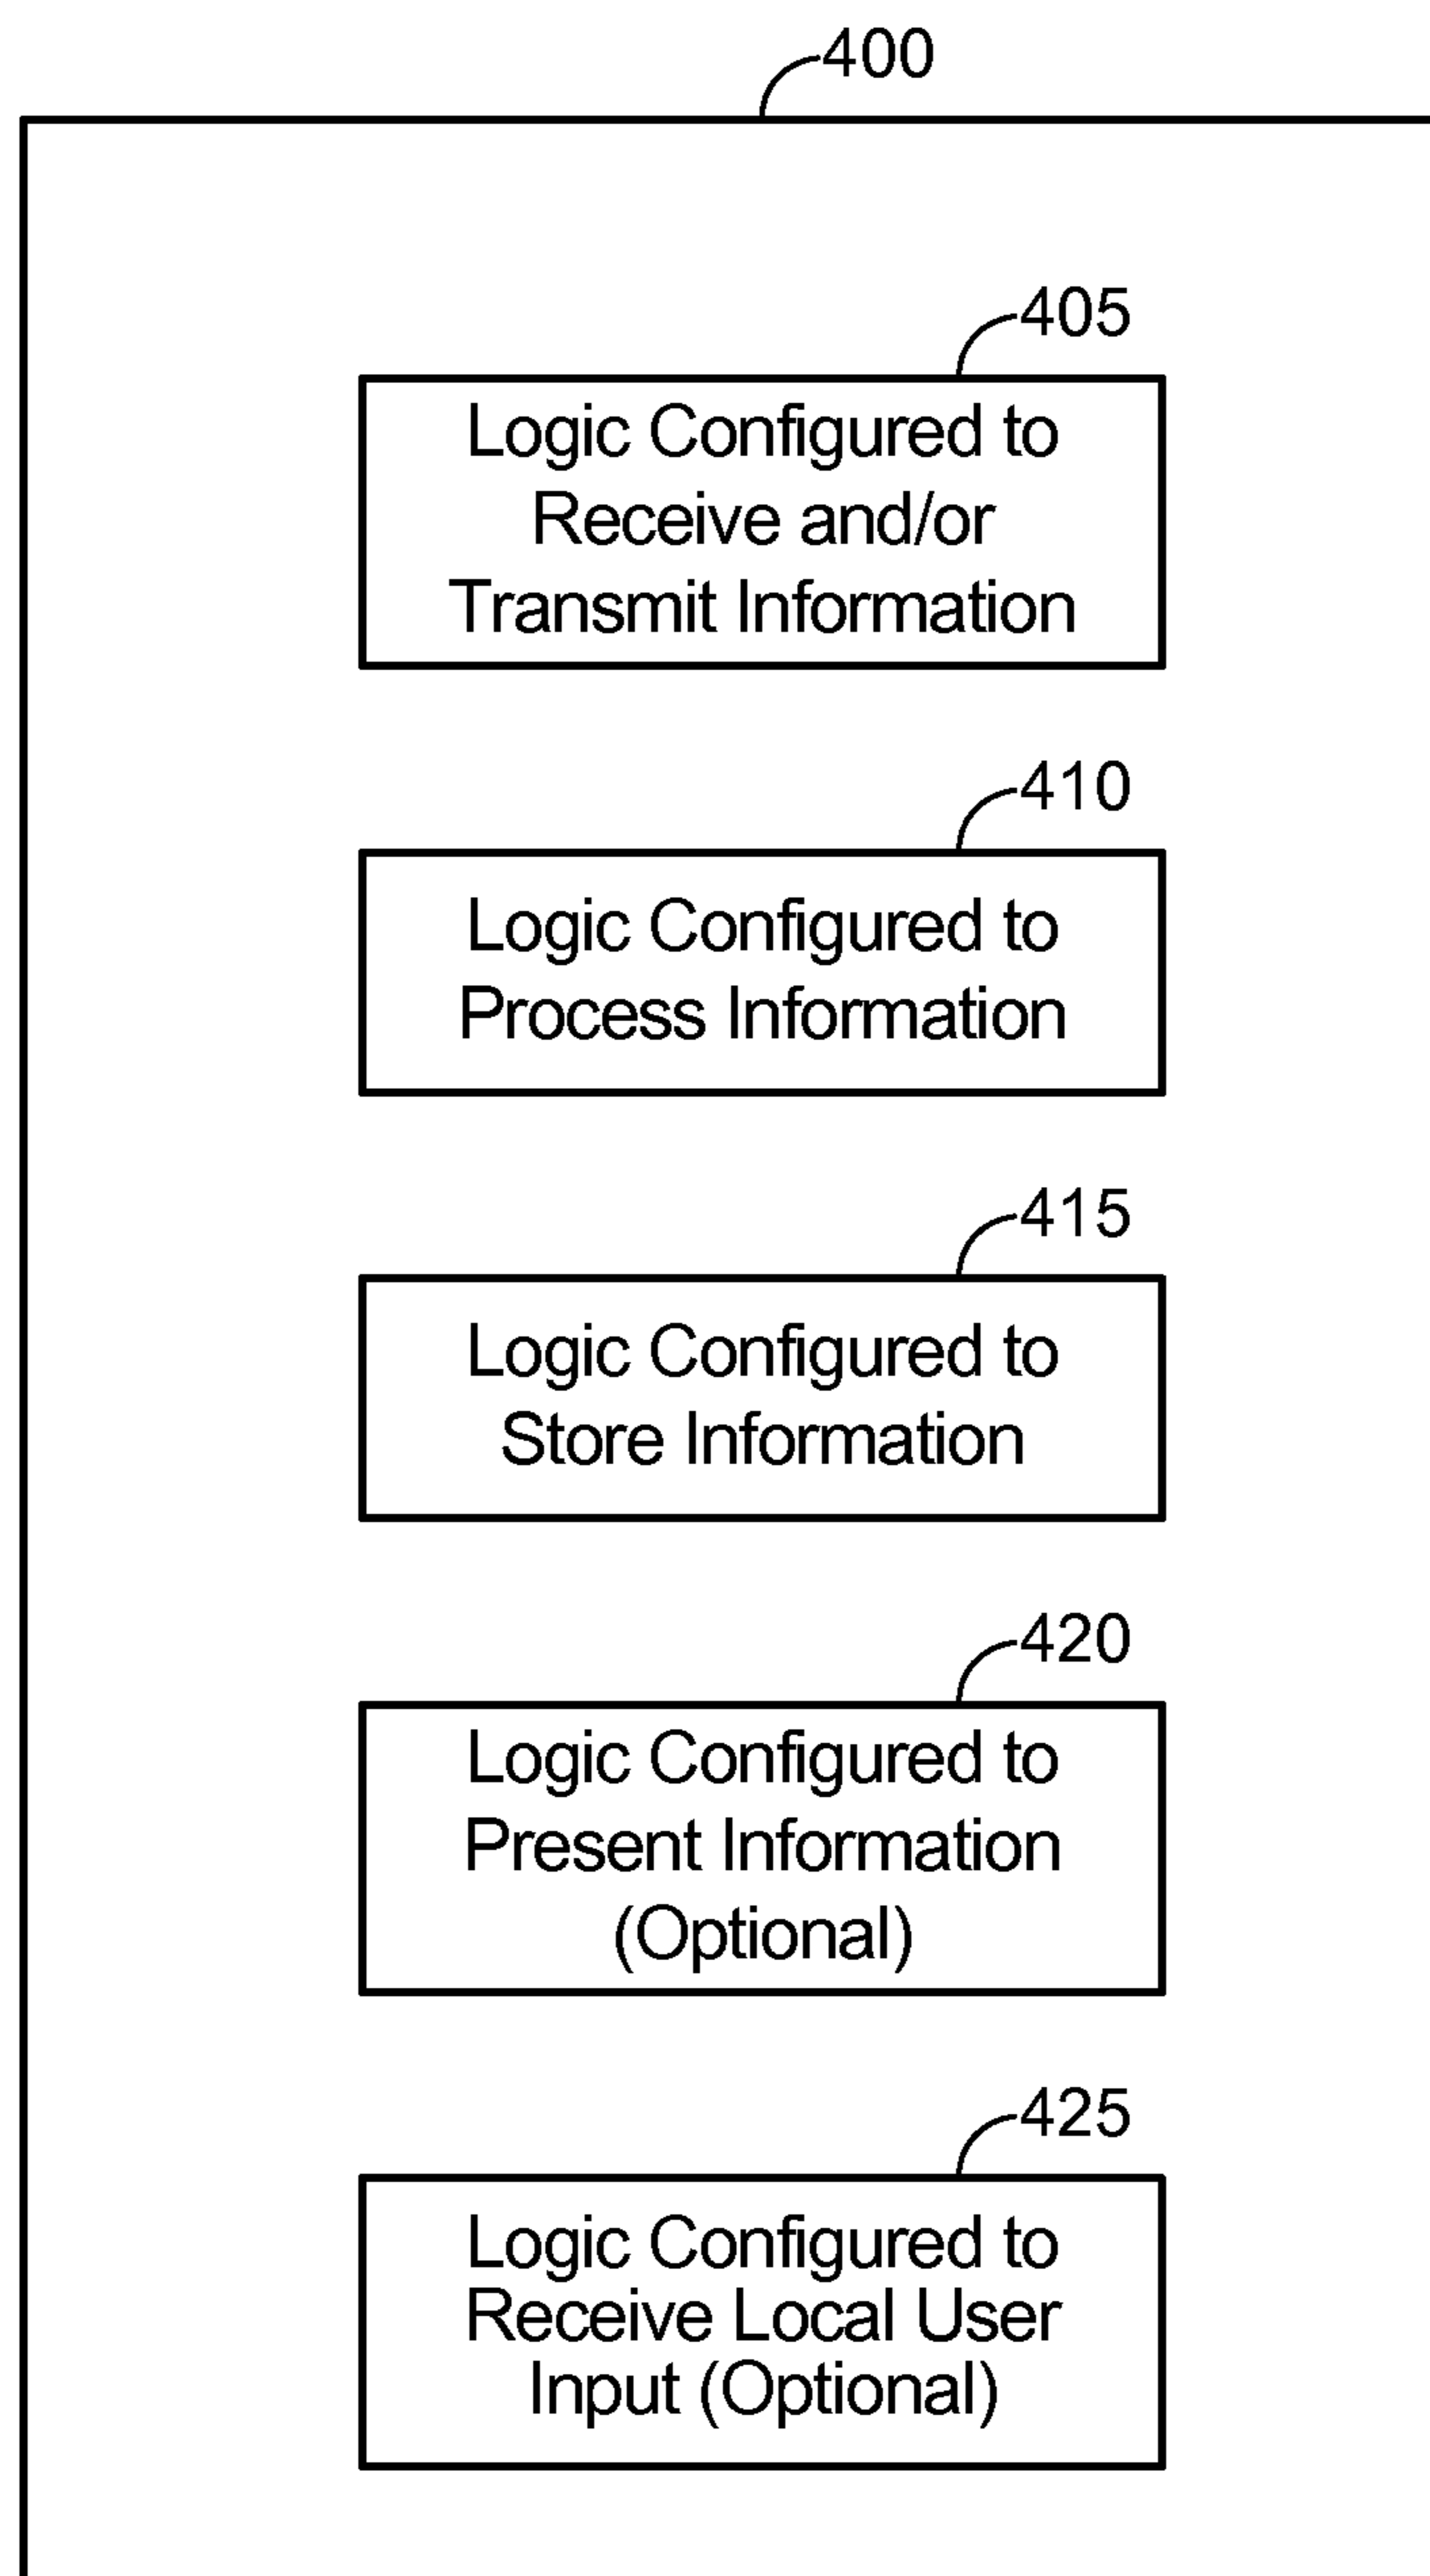 400
405
Logic Configured to
Receive and/or
Transmit Information
410
Logic Configured to
Process Information
415
Logic Configured to
Store Information
420
Logic Configured to
Present Information
(Optional)
425
Logic Configured to
Receive Local User
Input (Optional)